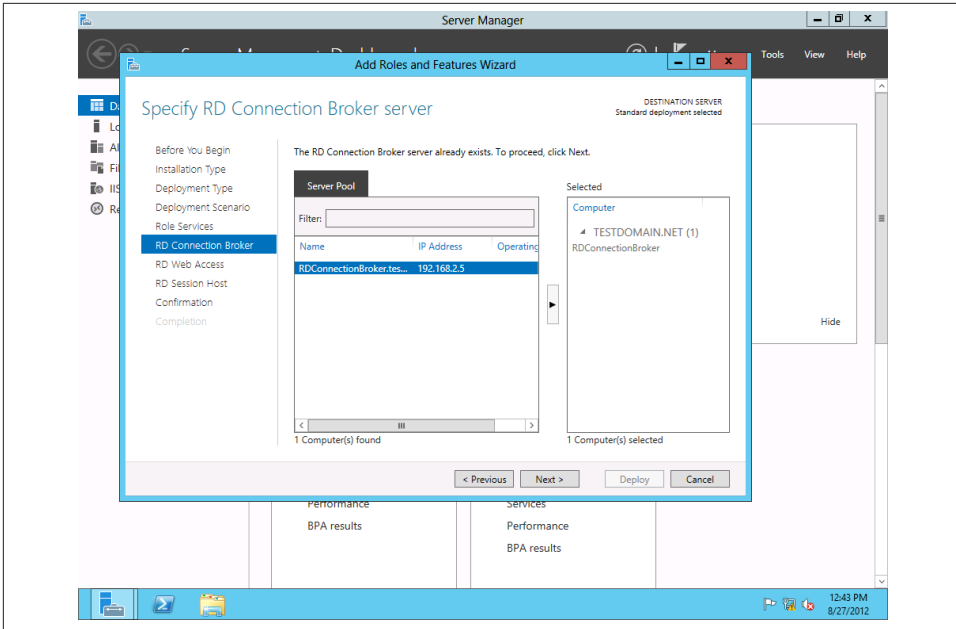 Server Manager
Tools View Help
Add Roles and Features Wizard
Specify RD Connection Broker server
DESTINATION SERVER
Standard deployment selected
Before You Begin
Installation Type
Deployment Type
Deployment Scenario
Role Services
RD Connection Broker
RD Web Access
RD Session Host
Confirmation
Completion
The RD Connection Broker server already exists. To proceed, click Next.
Server Pool
Filter:
Name IP Address Operating
RDConnectionBroker.tes... 192.168.2.5
1 Computer(s) found
Selected
Computer
TESTDOMAIN.NET (1)
RDConnectionBroker
1 Computer(s) selected
< Previous Next > Deploy Cancel
Hide
Performance
BPA results
Services
Performance
BPA results
12:43 PM
8/27/2012